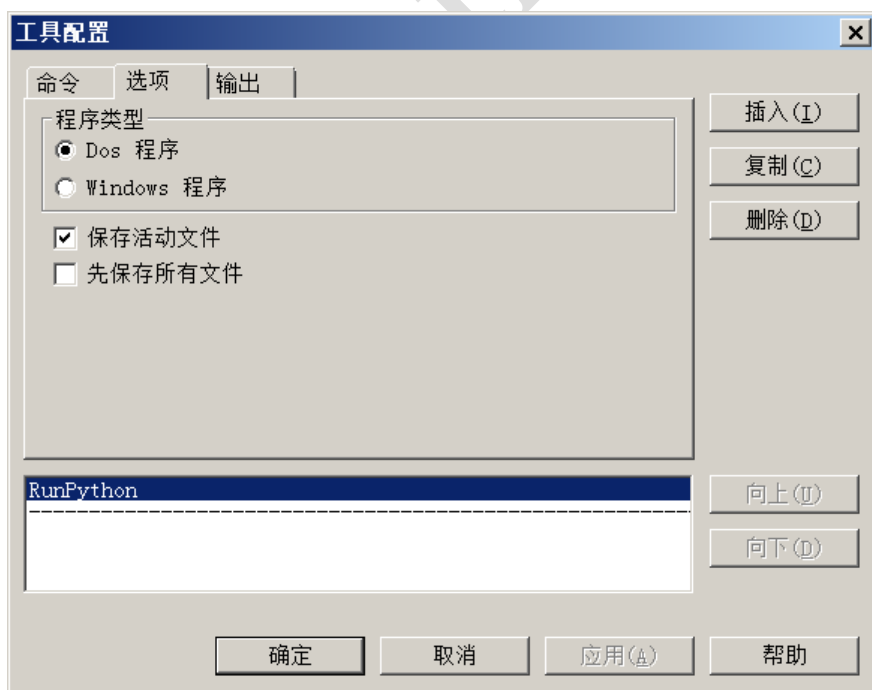 工具配置
命令 选项 输出
程序类型
Dos 程序
Windows 程序
保存活动文件
先保存所有文件
插入(I)
复制(C)
删除(D)
RunPython
向上(U)
向下(D)
确定 取消 应用(A) 帮助